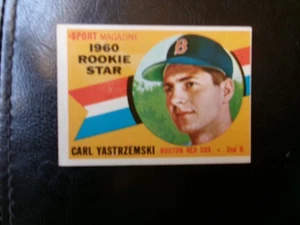 SPORT MAGAZINE
1960
ROOKIE
STAR
B
CARL YASTRZEMSKI BOSTON RED SOX • 2nd B.